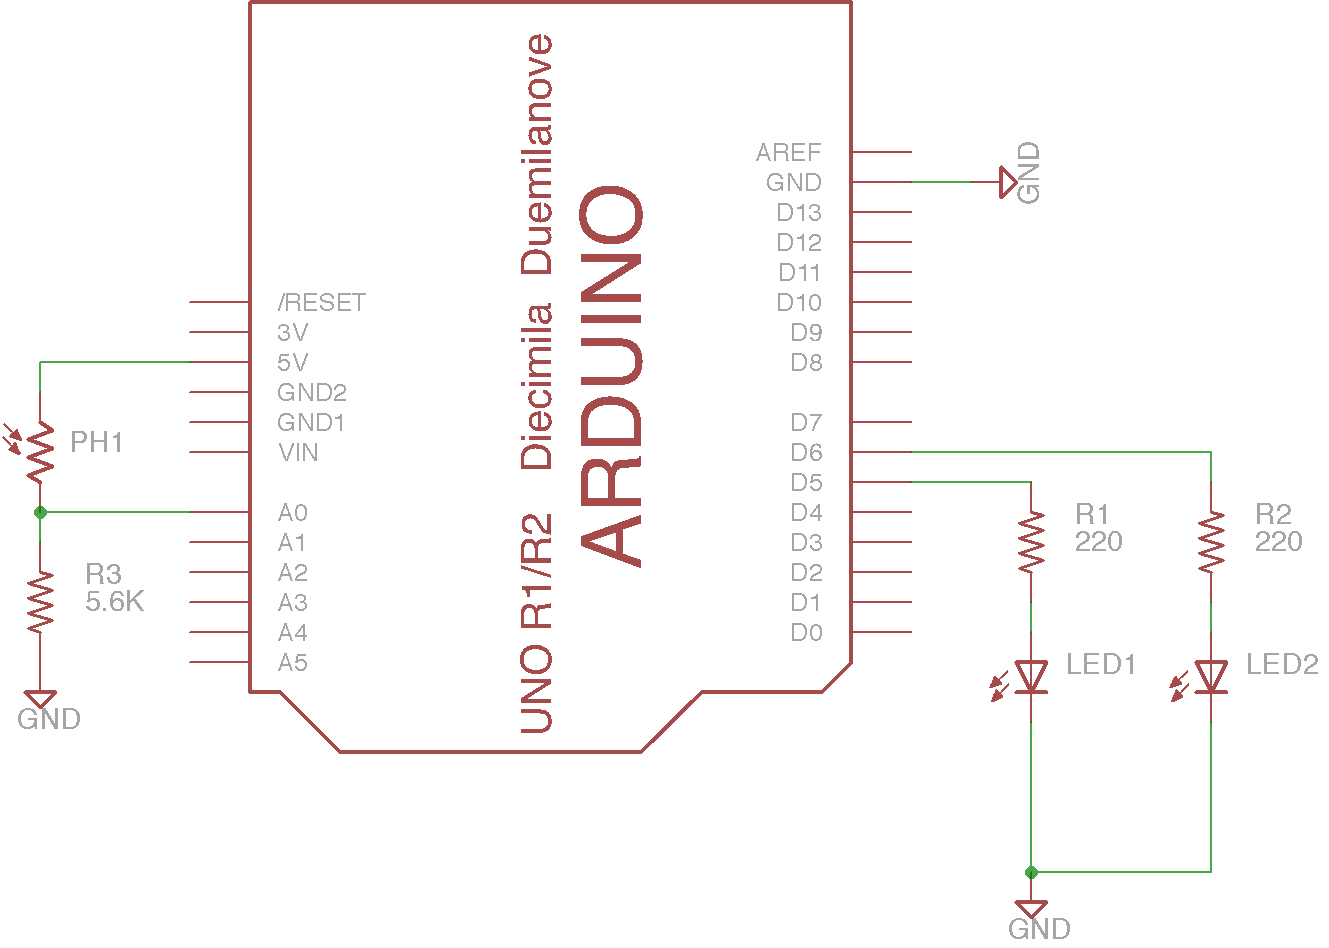 UNO R1/R2 Diecimila Duemilanove
ARDUINO
/RESET
3V
5V
GND2
GND1
VIN
A0
A1
A2
A3
A4
A5
AREF
GND
D13
D12
D11
D10
D9
D8
D7
D6
D5
D4
D3
D2
D1
D0
GND
PH1
R3
5.6K
GND
R1
220
R2
220
LED1
LED2
GND